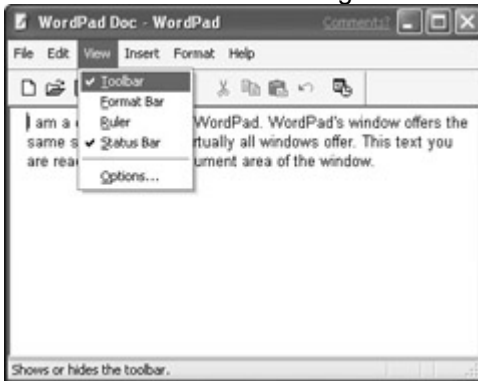 WordPad Doc - WordPad Comments?
File Edit View Insert Format Help
Toolbar
Format Bar
Ruler
Status Bar
Options...
I am a WordPad. WordPad's window offers the
same s rtually all windows offer. This text you
are rea ument area of the window.
Shows or hides the toolbar.